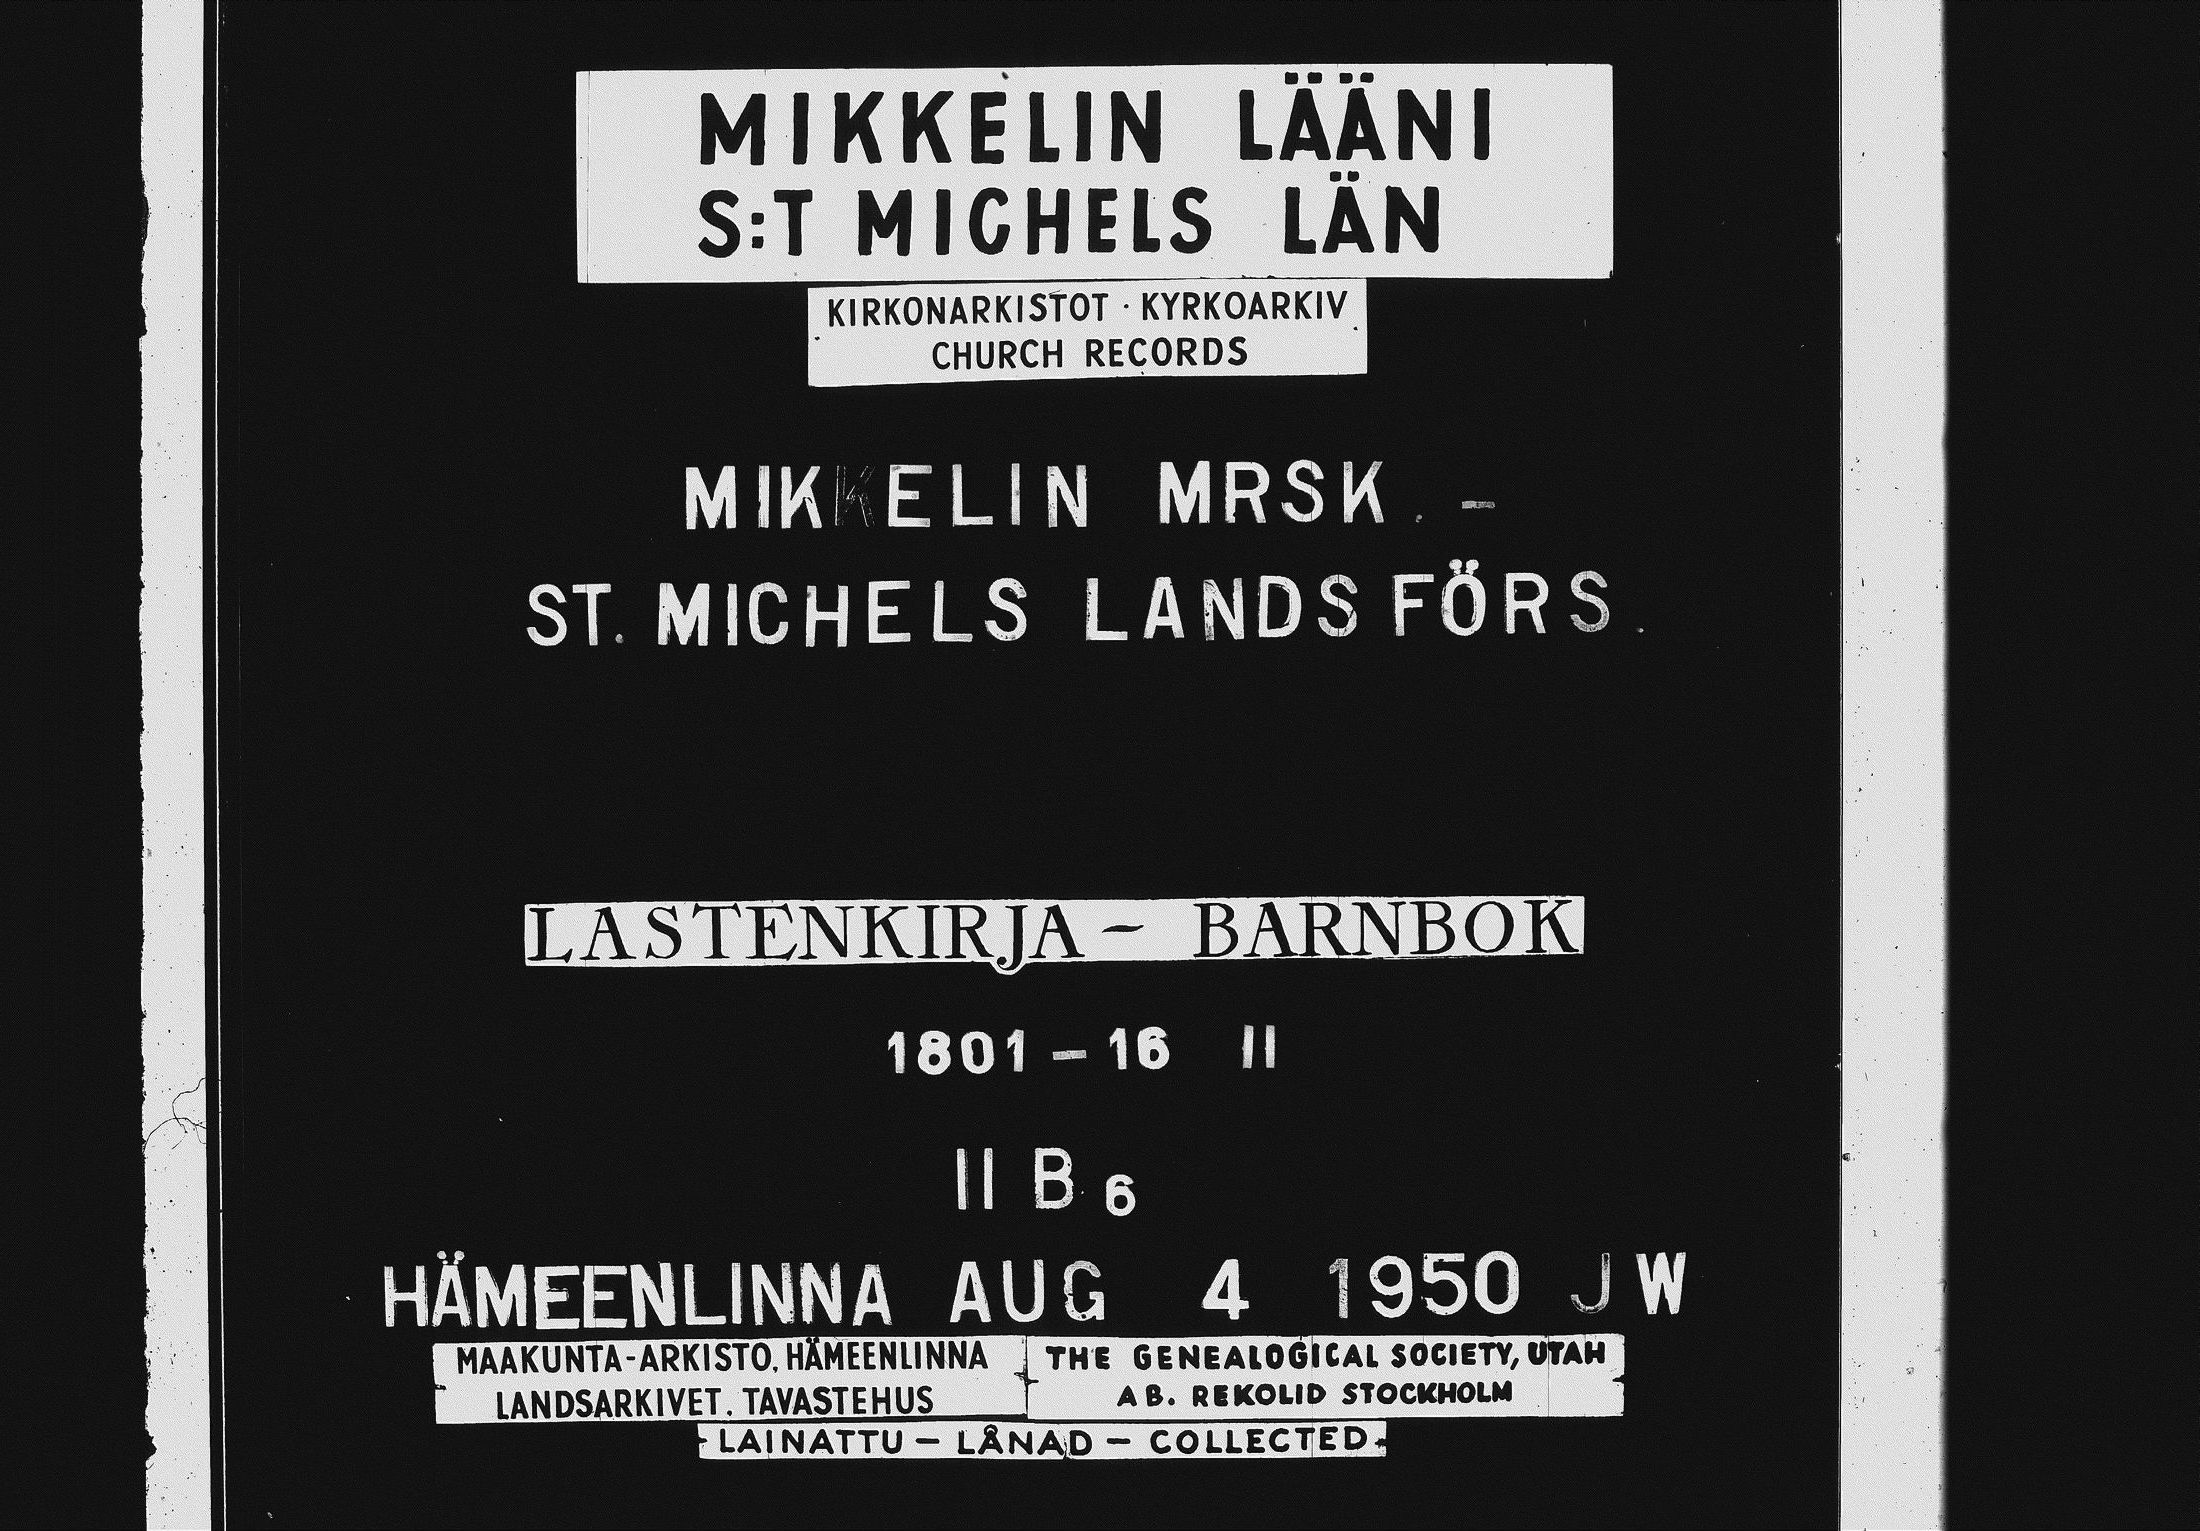 MIKKELIN LÄÄNI
S:T MICHELS LÄN
KIRKONARKISTOT · KYRKOARKIV
CHURCH RECORDS
MIKKELIN MRSK. -
ST. MICHELS LANDSFÖRS.
LASTENKIRJA - BARNBOK
1801 - 16 II
II B 6
HÄMEENLINNA AUG 4 1950 J W
MAAKUNTA-ARKISTO, HÄMEENLINNA
LANDSARKIVET. TAVASTEHUS
THE GENEALOGICAL SOCIETY, UTAH
AB. REKOLID STOCKHOLM
LAINATTU - LÅNAD - COLLECTED